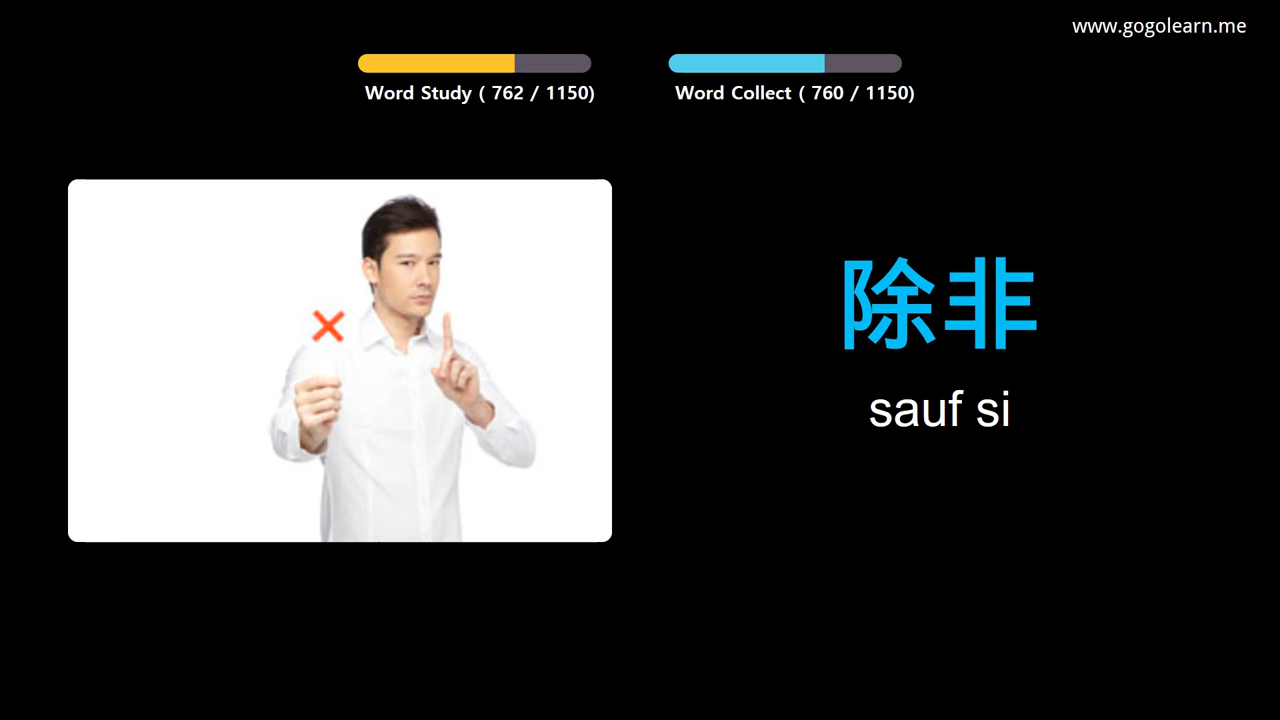 www.gogolearn.me
Word Study ( 762 / 1150)
Word Collect ( 760 / 1150)
除非
sauf si